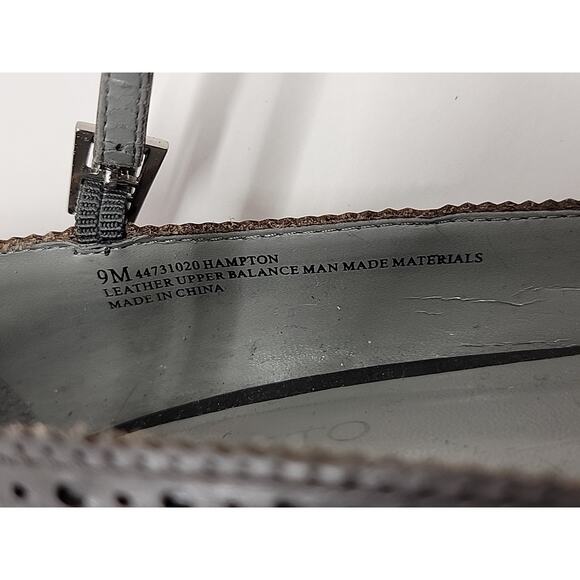 9M 44731020 HAMPTON
LEATHER UPPER BALANCE MAN MADE MATERIALS
MADE IN CHINA